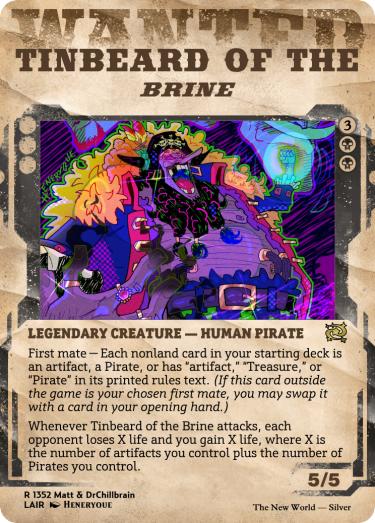 WANTED
TINBEARD OF THE
BRINE
3
LEGENDARY CREATURE — HUMAN PIRATE
First mate — Each nonland card in your starting deck is
an artifact, a Pirate, or has “artifact,” “Treasure,” or
“Pirate” in its printed rules text. (If this card outside
the game is your chosen first mate, you may swap it
with a card in your opening hand.)
Whenever Tinbeard of the Brine attacks, each
opponent loses X life and you gain X life, where X is
the number of artifacts you control plus the number of
Pirates you control.
5/5
R 1352 Matt & DrChillbrain
LAIR Heneryoue
The New World — Silver